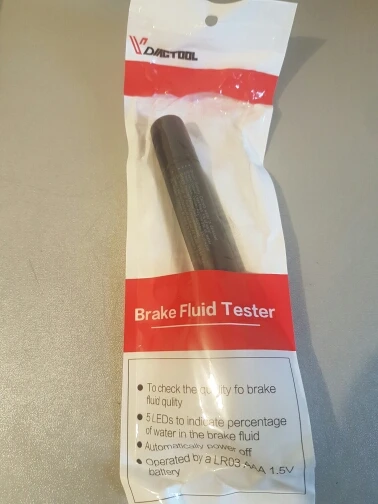 VDIAGTOOL
Brake Fluid Tester
To check the quality fo brake
fluid qulity
5 LEDs to indicate percentage
of water in the brake fluid
Automatically power off
Operated by a LR03 AAA 1.5V
battery